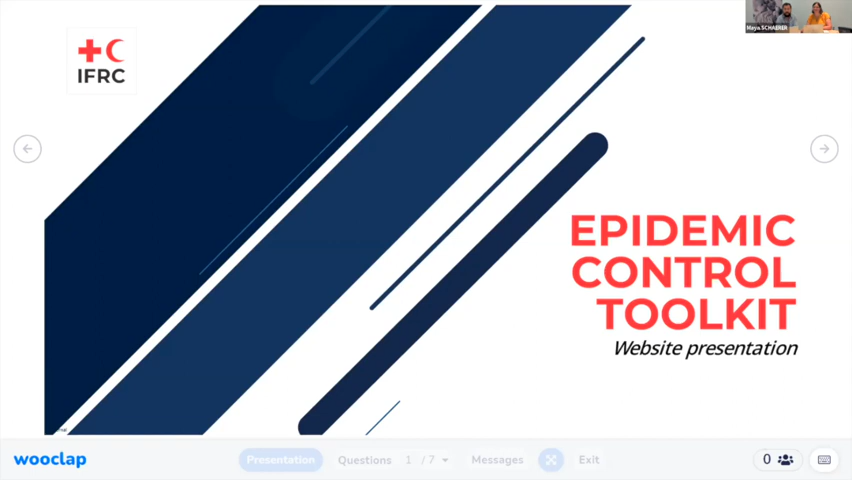 Maya SCHAERER
IFRC
EPIDEMIC
CONTROL
TOOLKIT
Website presentation
wooclap
Presentation
Questions
1 / 7
Messages
Exit
0